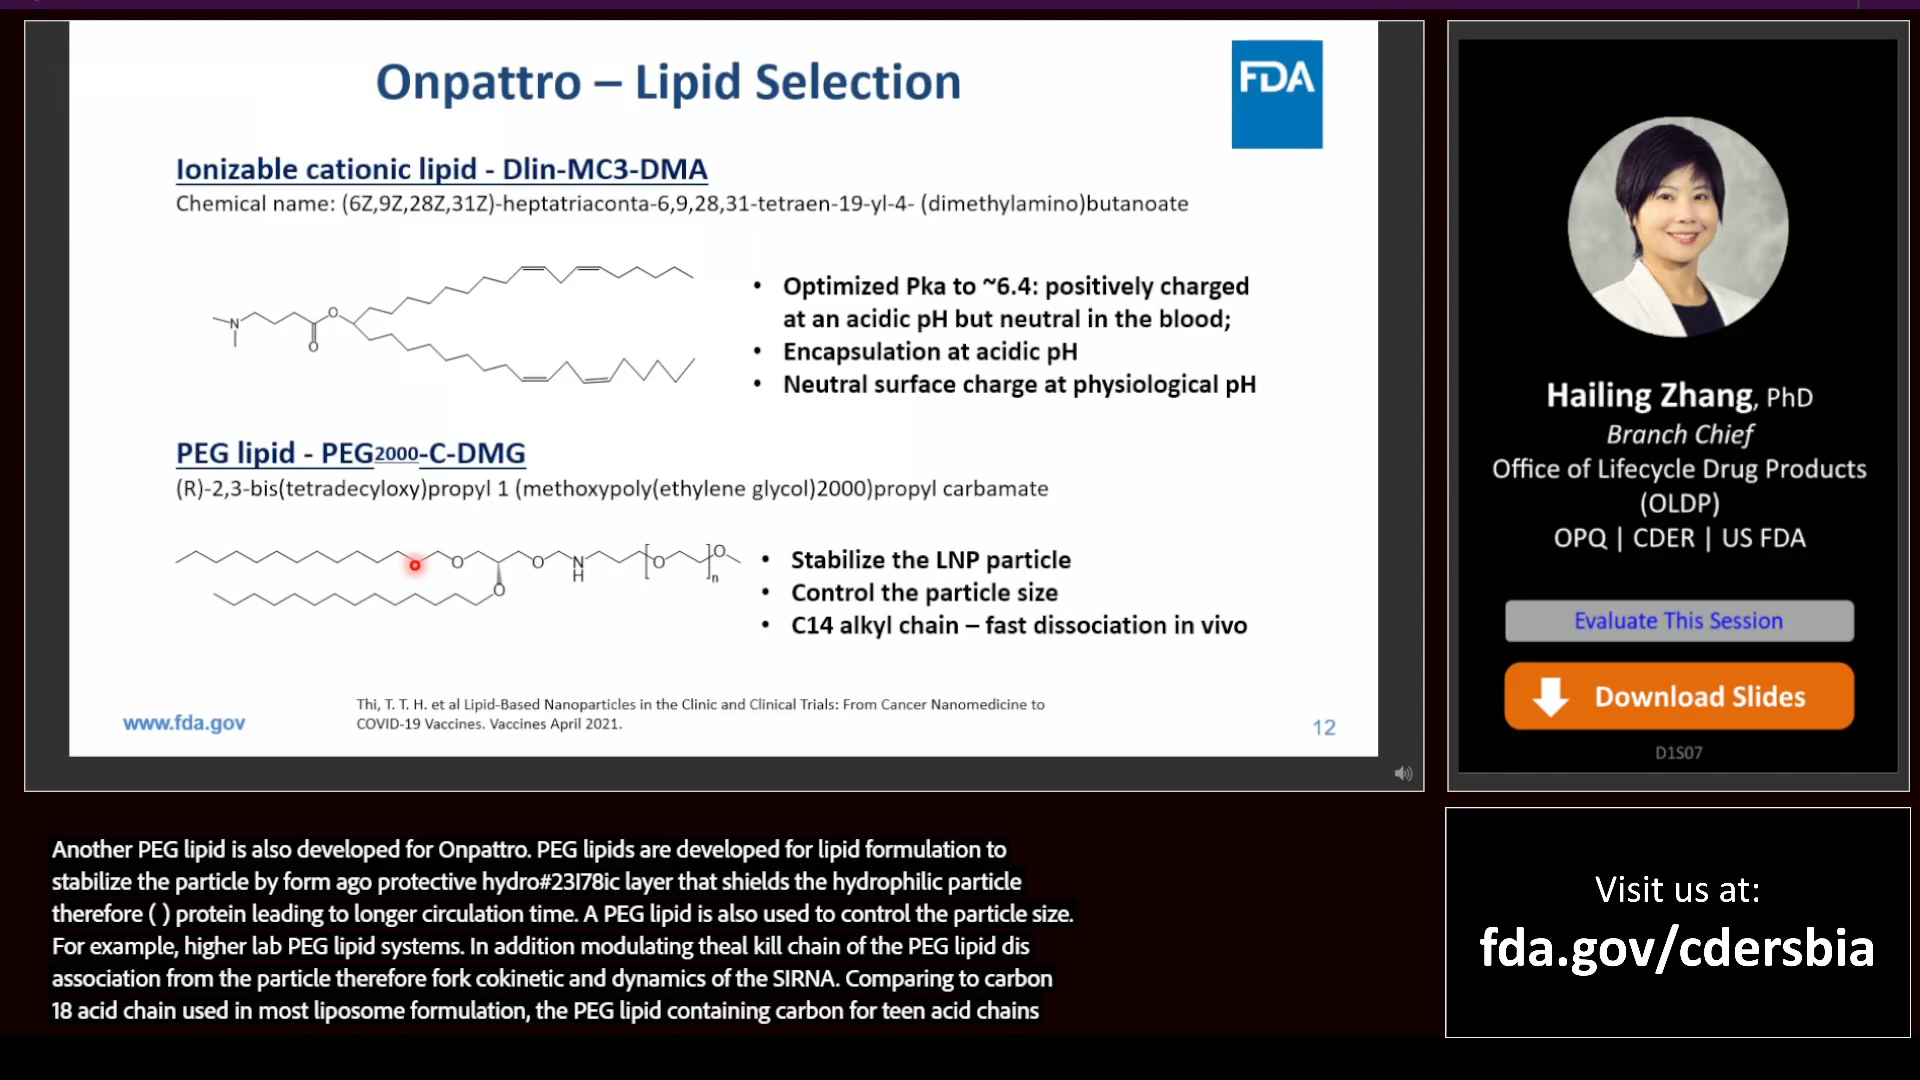 Onpattro – Lipid Selection
FDA
Ionizable cationic lipid - Dlin-MC3-DMA
Chemical name: (6Z,9Z,28Z,31Z)-heptatriaconta-6,9,28,31-tetraen-19-yl-4- (dimethylamino)butanoate
N
O
O
• Optimized Pka to ~6.4: positively charged
at an acidic pH but neutral in the blood;
• Encapsulation at acidic pH
• Neutral surface charge at physiological pH
PEG lipid - PEG2000-C-DMG
(R)-2,3-bis(tetradecyloxy)propyl 1 (methoxypoly(ethylene glycol)2000)propyl carbamate
O
O
O
N
H
O
n
O
• Stabilize the LNP particle
• Control the particle size
• C14 alkyl chain – fast dissociation in vivo
www.fda.gov
Thi, T. T. H. et al Lipid-Based Nanoparticles in the Clinic and Clinical Trials: From Cancer Nanomedicine to
COVID-19 Vaccines. Vaccines April 2021.
12
Hailing Zhang, PhD
Branch Chief
Office of Lifecycle Drug Products
(OLDP)
OPQ | CDER | US FDA
Evaluate This Session
Download Slides
D1S07
Another PEG lipid is also developed for Onpattro. PEG lipids are developed for lipid formulation to
stabilize the particle by form ago protective hydro#23I78ic layer that shields the hydrophilic particle
therefore ( ) protein leading to longer circulation time. A PEG lipid is also used to control the particle size.
For example, higher lab PEG lipid systems. In addition modulating theal kill chain of the PEG lipid dis
association from the particle therefore fork cokinetic and dynamics of the SIRNA. Comparing to carbon
18 acid chain used in most liposome formulation, the PEG lipid containing carbon for teen acid chains
Visit us at:
fda.gov/cdersbia